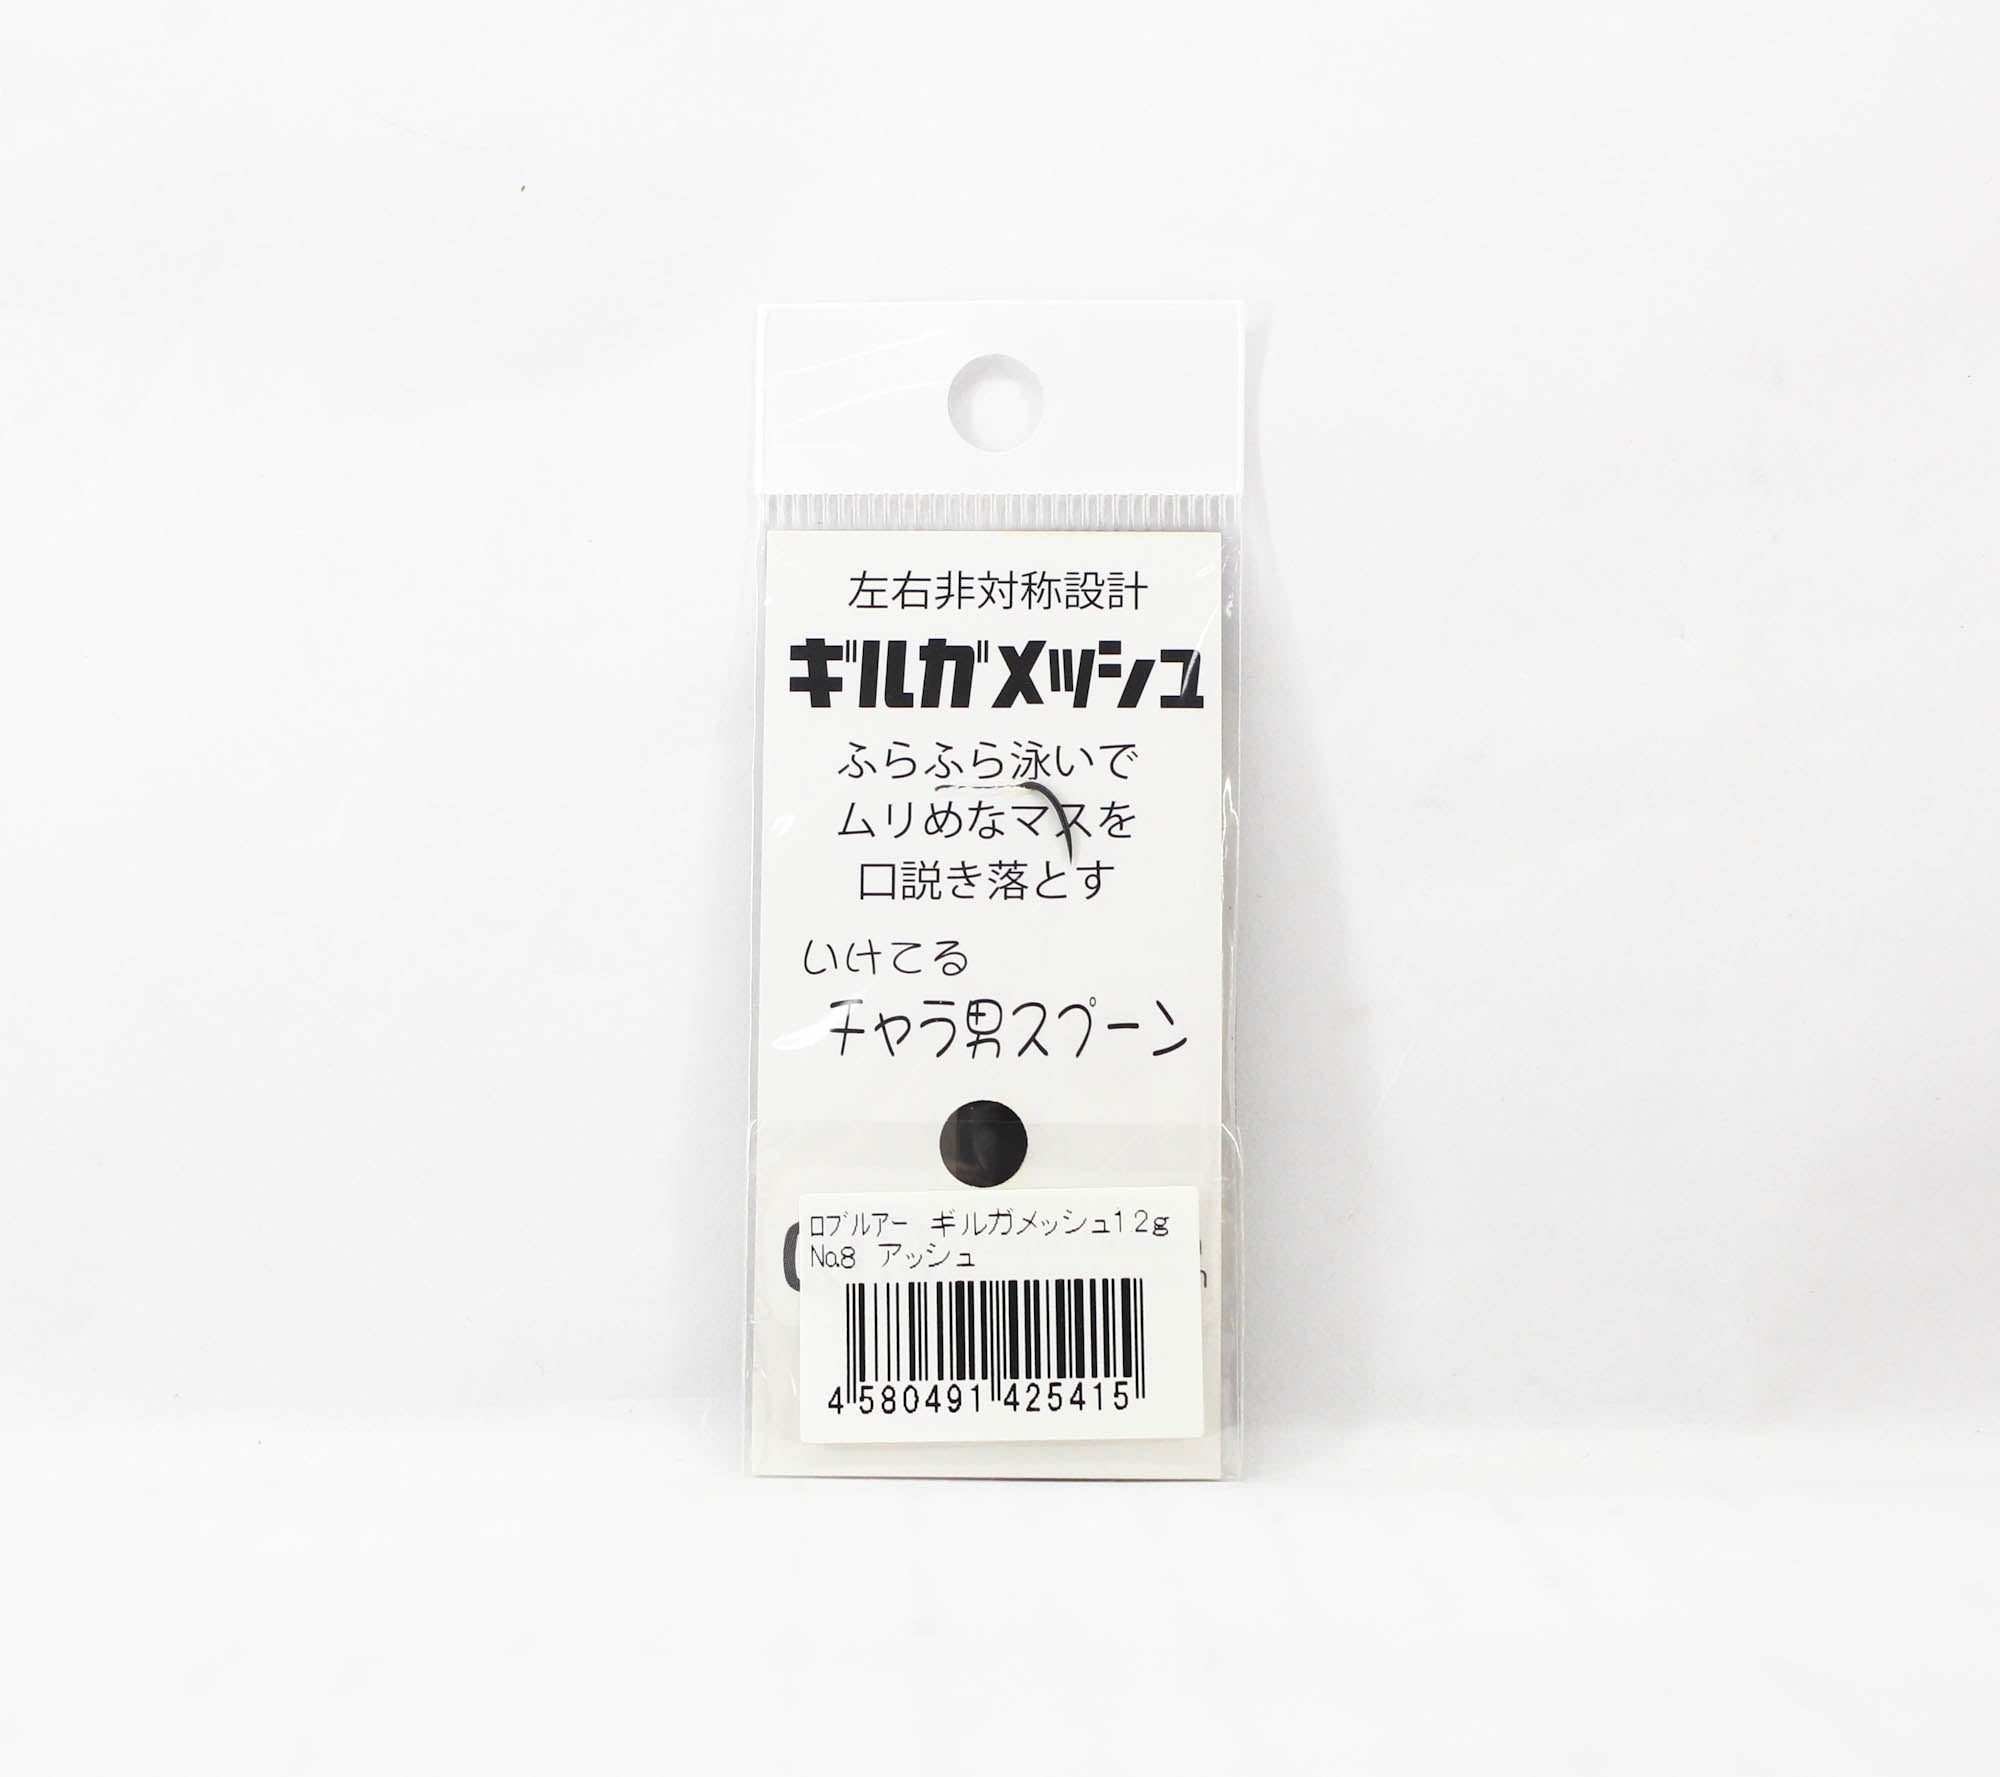 左右非対称設計
ギルガメッシュ
ふらふら泳いで
ムリめなマスを
口説き落とす
いけてる
チャラ男スプーン
ロブルアー ギルガメッシュ1.2g
No.8 アッシュ
4 580491 425415